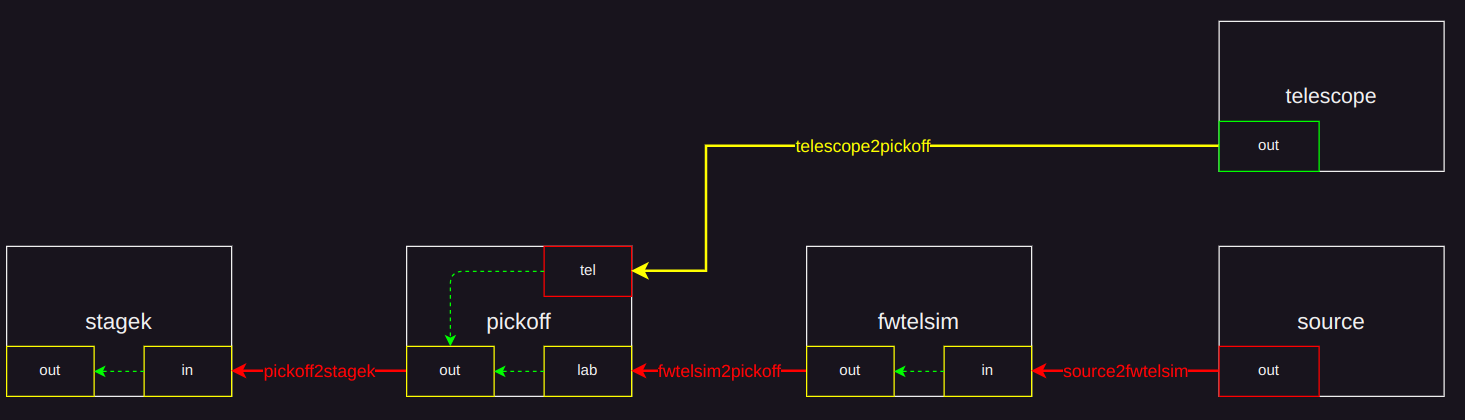 telescope
out
telescope2pickoff
tel
stagek
pickoff
fwtelsim
source
out
in
pickoff2stagek
out
lab
fwtelsim2pickoff
out
in
source2fwtelsim
out